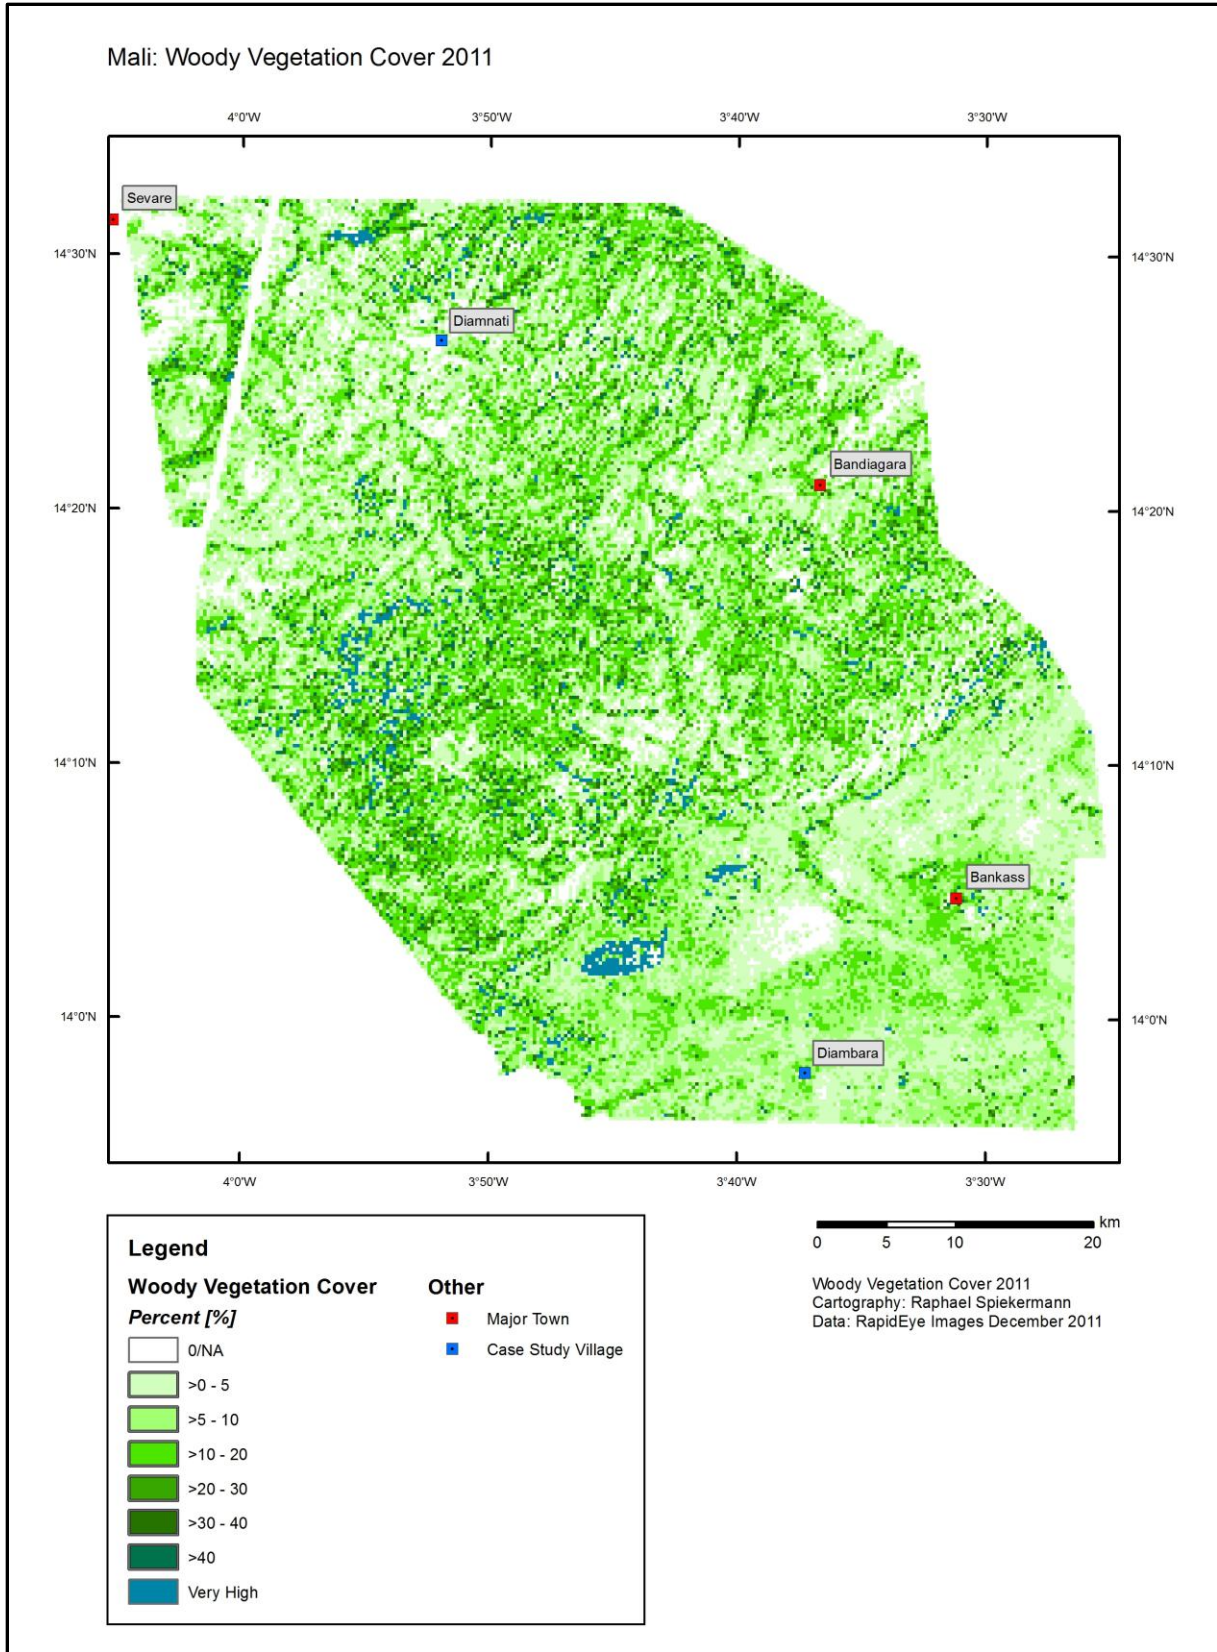 Mali: Woody Vegetation Cover 2011
4°0'W 3°50'W 3°40'W 3°30'W
Sevare
14°30'N 14°30'N
Diamnati
Bandiagara
14°20'N 14°20'N
14°10'N 14°10'N
Bankass
14°0'N 14°0'N
Diambara
4°0'W 3°50'W 3°40'W 3°30'W
km
0 5 10 20
Woody Vegetation Cover 2011
Cartography: Raphael Spiekermann
Data: RapidEye Images December 2011
Legend
Woody Vegetation Cover
Percent [%]
0/NA
>0 - 5
>5 - 10
>10 - 20
>20 - 30
>30 - 40
>40
Very High
Other
Major Town
Case Study Village